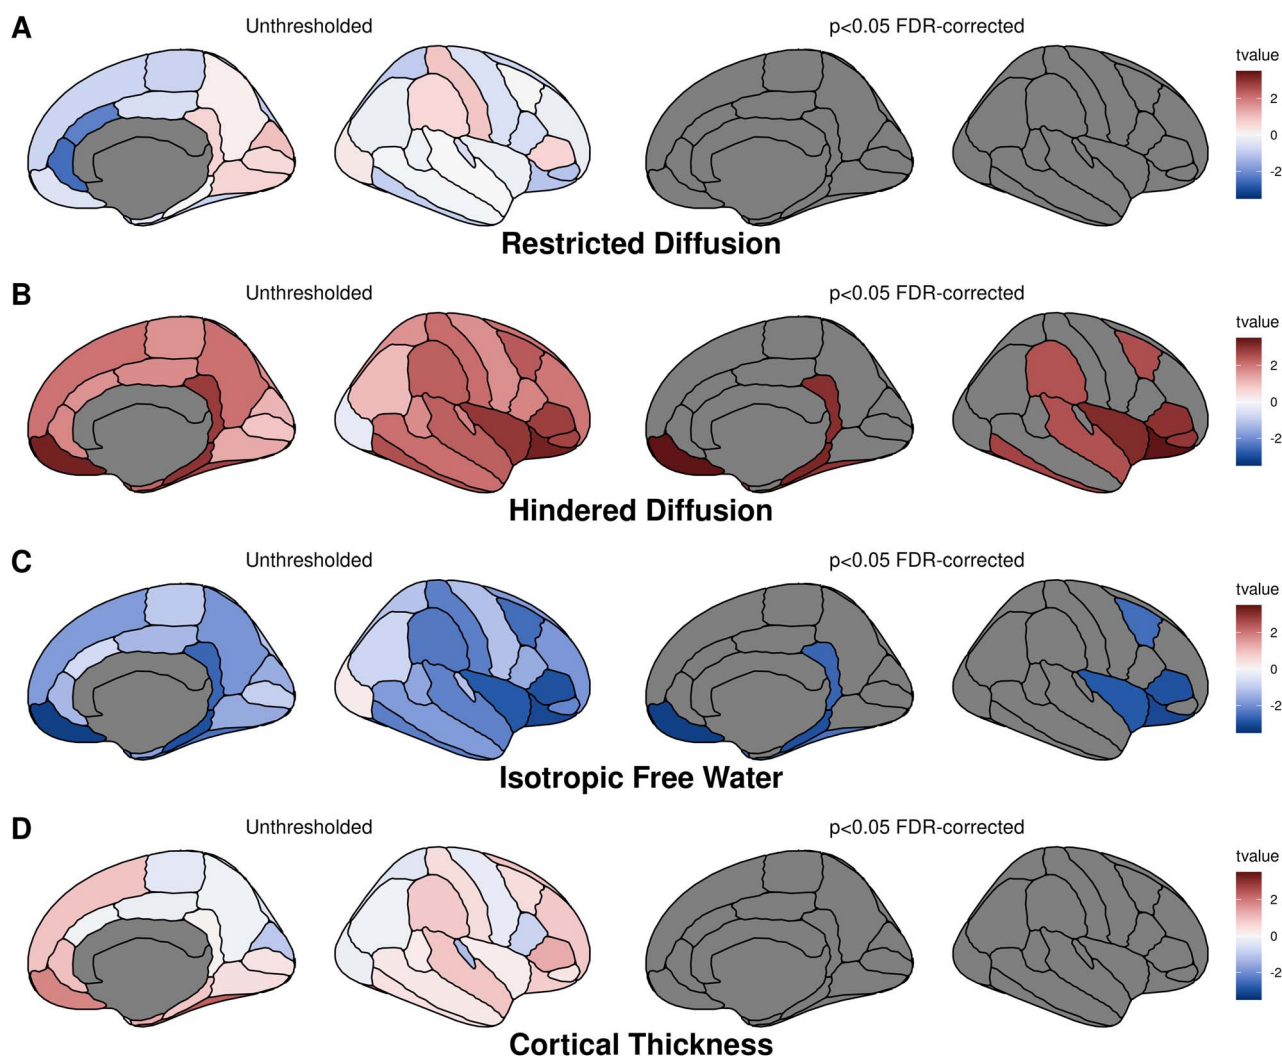 A
Unthresholded
p<0.05 FDR-corrected
tvalue
2
0
-2
Restricted Diffusion
B
Unthresholded
p<0.05 FDR-corrected
tvalue
2
0
-2
Hindered Diffusion
C
Unthresholded
p<0.05 FDR-corrected
tvalue
2
0
-2
Isotropic Free Water
D
Unthresholded
p<0.05 FDR-corrected
tvalue
2
0
-2
Cortical Thickness